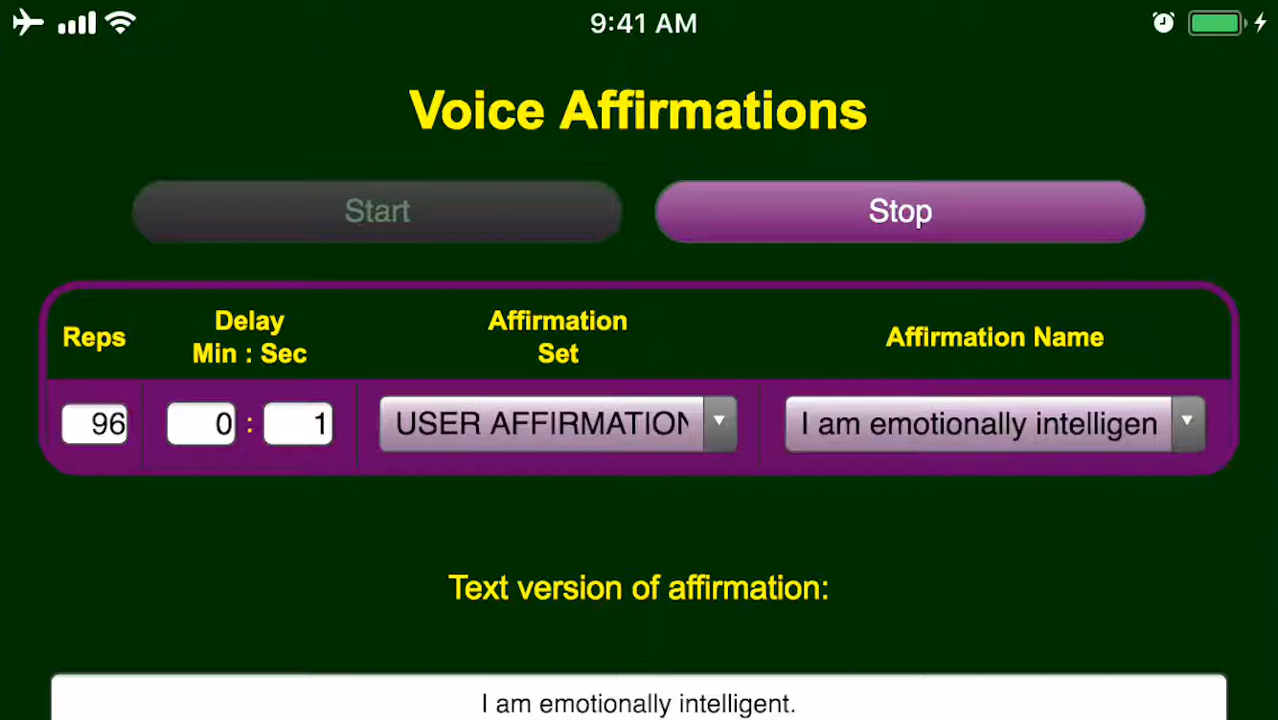 9:41 AM
Voice Affirmations
Start
Stop
Reps
Delay
Min : Sec
Affirmation
Set
Affirmation Name
96
0 : 1
USER AFFIRMATION
I am emotionally intelligen
Text version of affirmation:
I am emotionally intelligent.